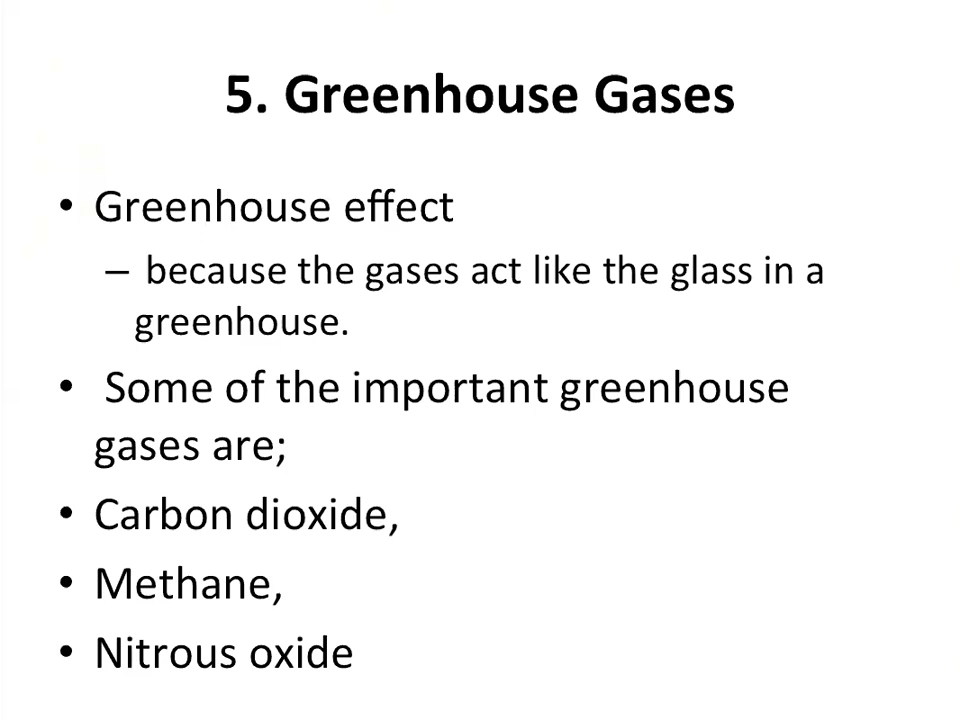 5. Greenhouse Gases
• Greenhouse effect
– because the gases act like the glass in a
greenhouse.
• Some of the important greenhouse
gases are;
• Carbon dioxide,
• Methane,
• Nitrous oxide